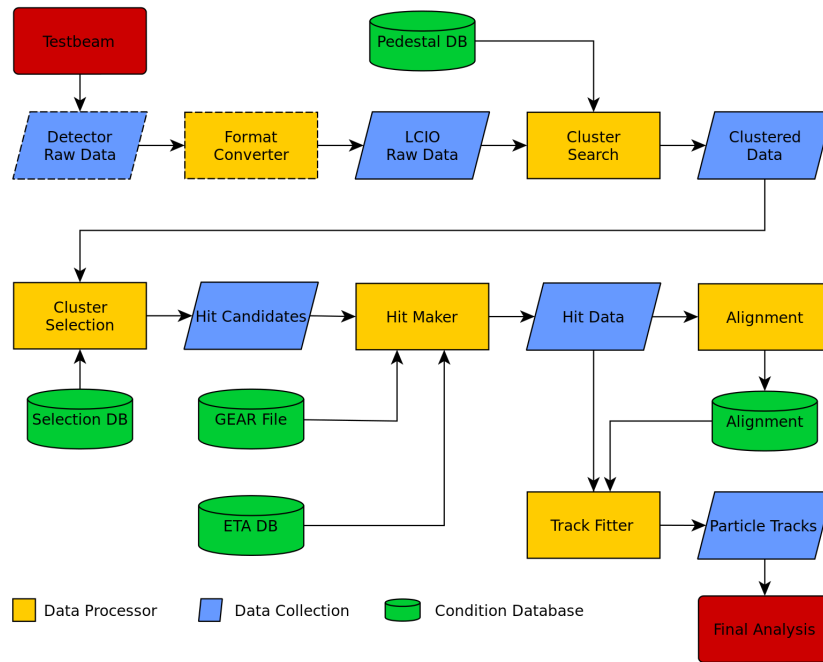 Testbeam
Pedestal DB
Detector
Raw Data
Format
Converter
LCIO
Raw Data
Cluster
Search
Clustered
Data
Cluster
Selection
Hit Candidates
Hit Maker
Hit Data
Alignment
Selection DB
GEAR File
Alignment
ETA DB
Track Fitter
Particle Tracks
Data Processor
Data Collection
Condition Database
Final Analysis